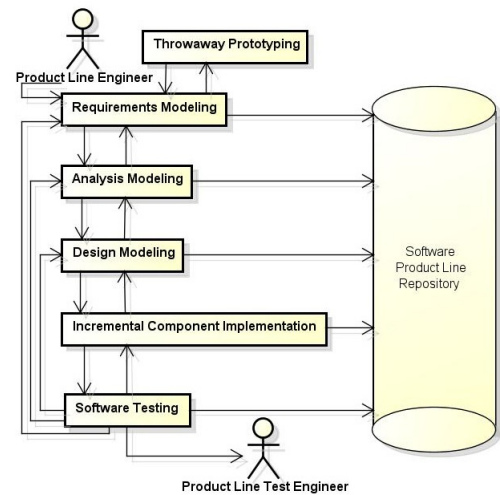 Throwaway Prototyping
Product Line Engineer
Requirements Modeling
Analysis Modeling
Design Modeling
Software
Product Line
Repository
Incremental Component Implementation
Software Testing
Product Line Test Engineer